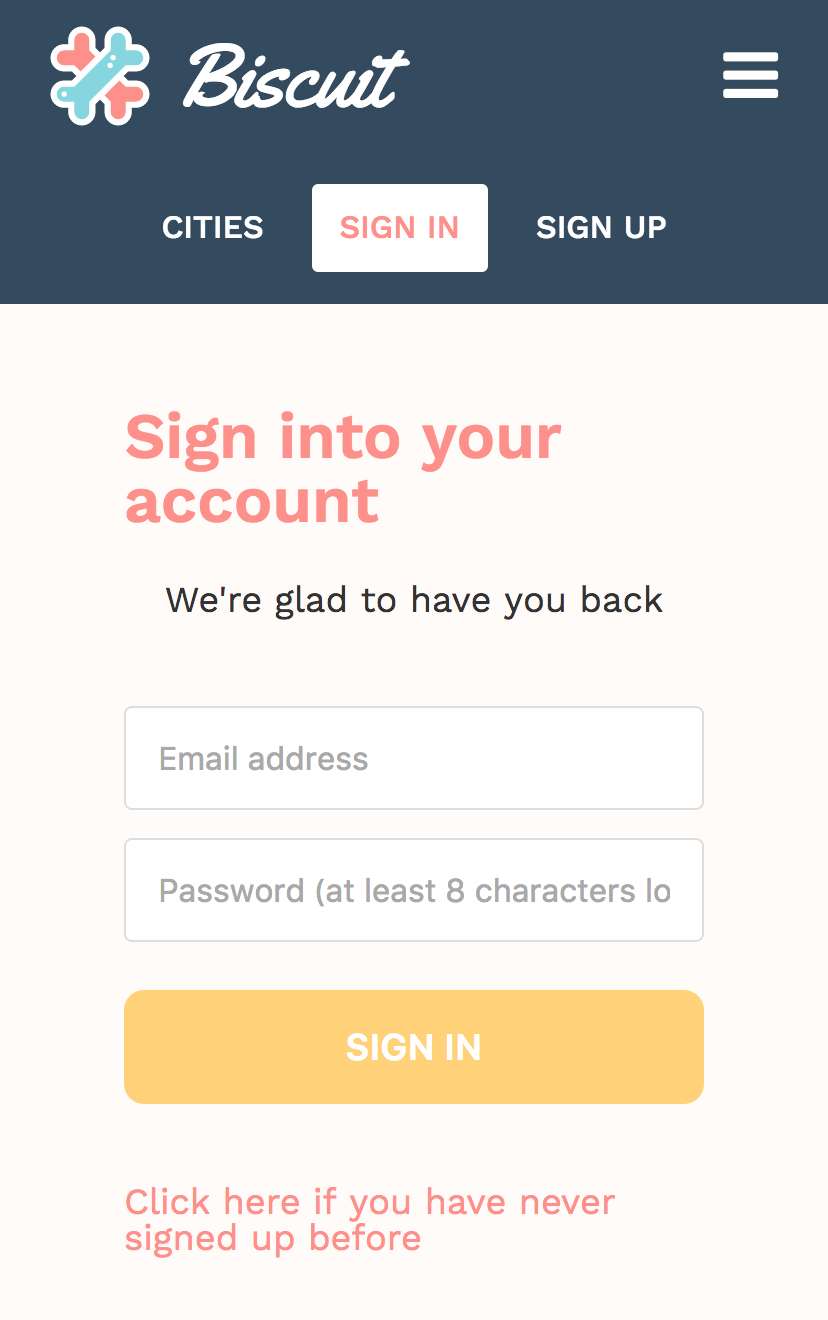 Biscuit
CITIES SIGN IN SIGN UP
Sign into your
account
We're glad to have you back
Email address
Password (at least 8 characters lo
SIGN IN
Click here if you have never
signed up before